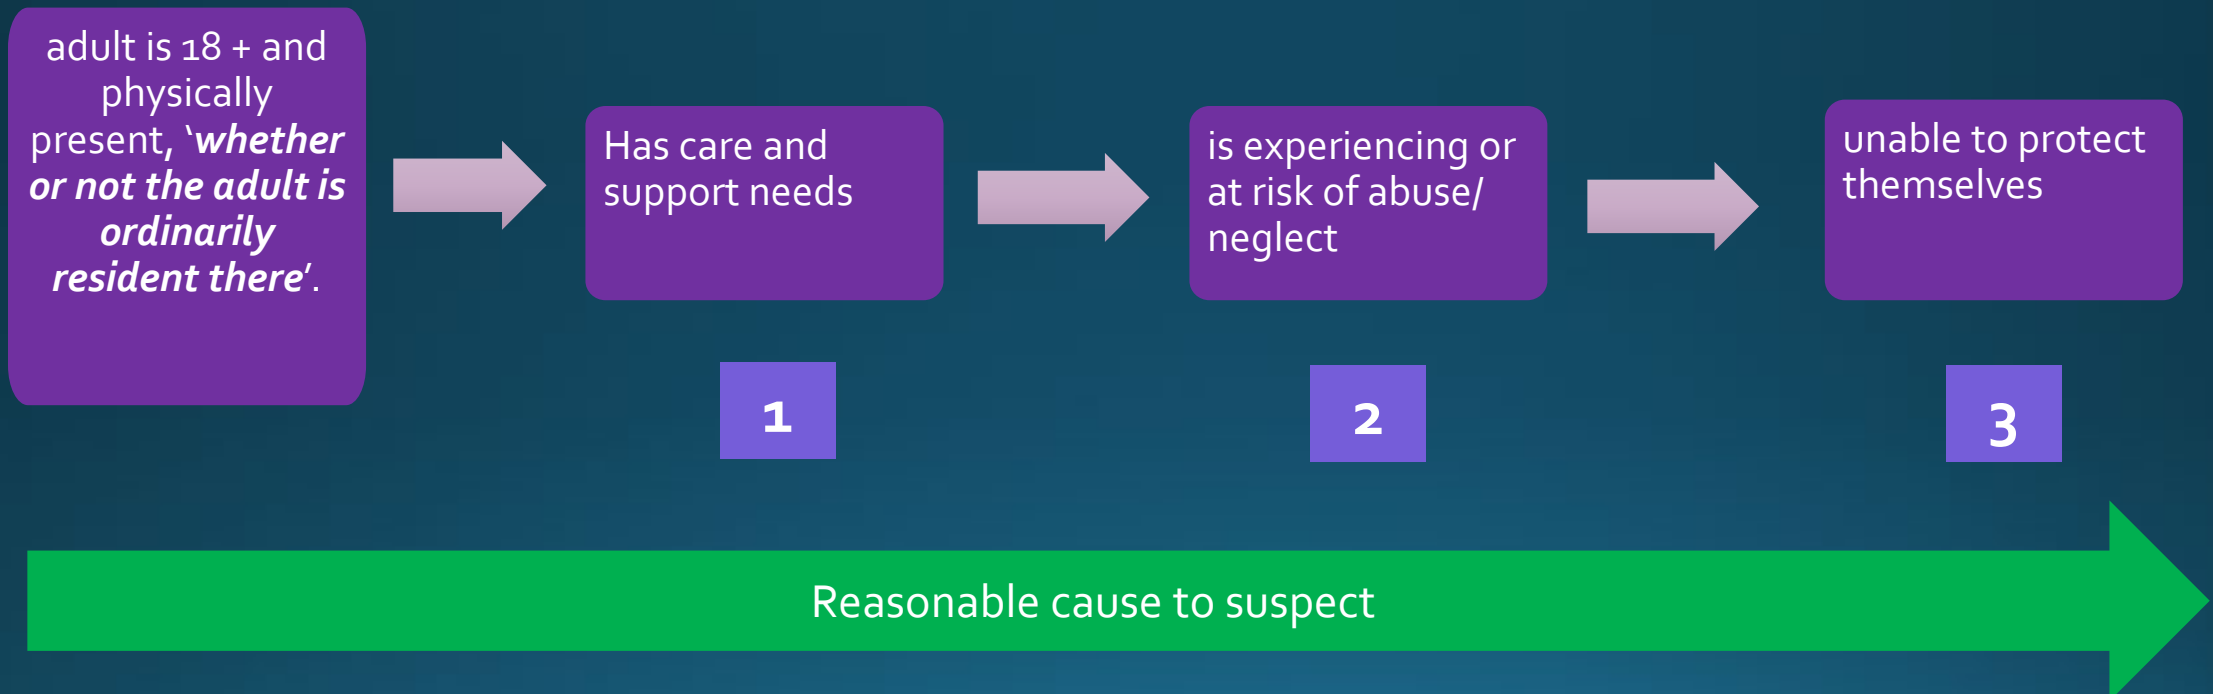 adult is 18 + and
physically
present, ‘whether
or not the adult is
ordinarily
resident there’.
Has care and
support needs
is experiencing or
at risk of abuse/
neglect
unable to protect
themselves
1
2
3
Reasonable cause to suspect